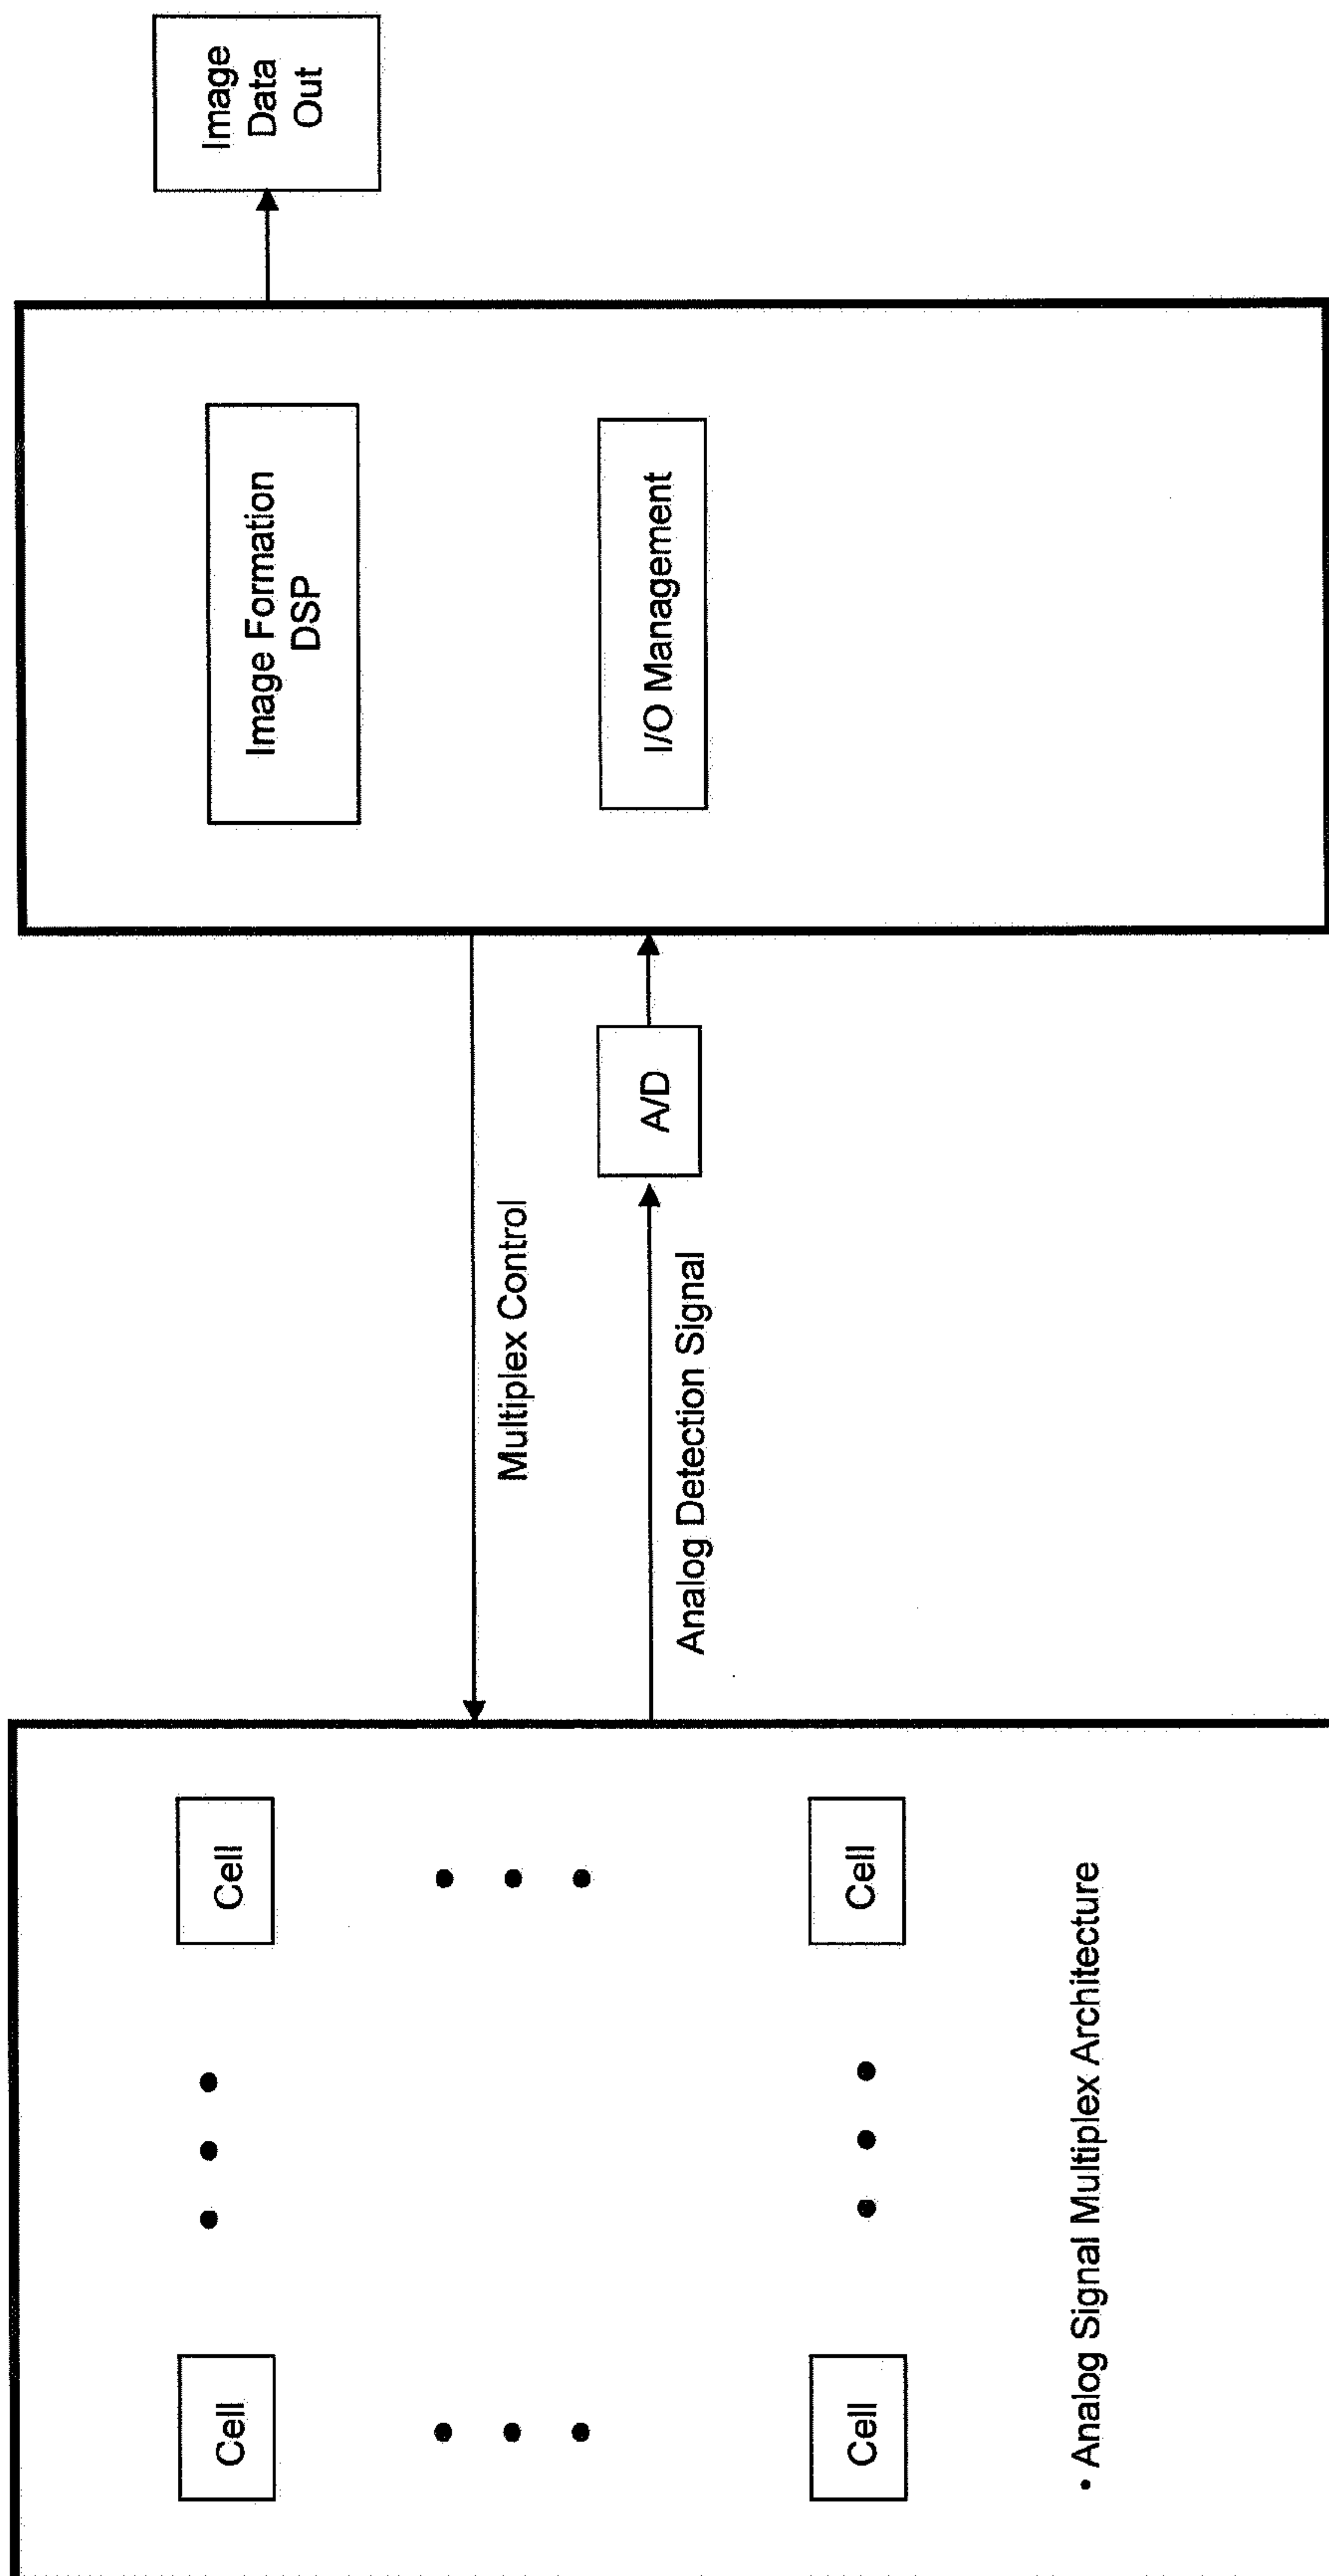 Cell
Cell
Cell
Cell
• Analog Signal Multiplex Architecture
Multiplex Control
Analog Detection Signal
A/D
Image Formation
DSP
I/O Management
Image
Data
Out